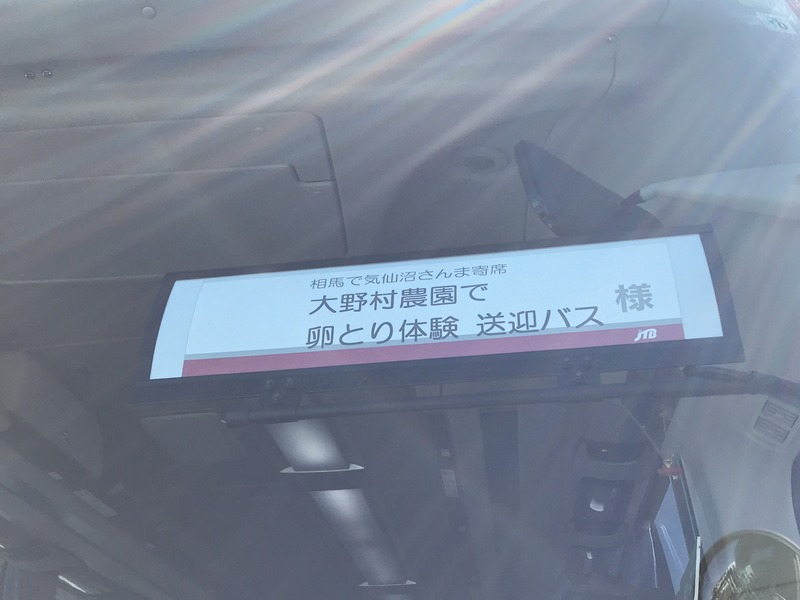 相馬で気仙沼さんま寄席
大野村農園で
卵とり体験 送迎バス 様
JTB